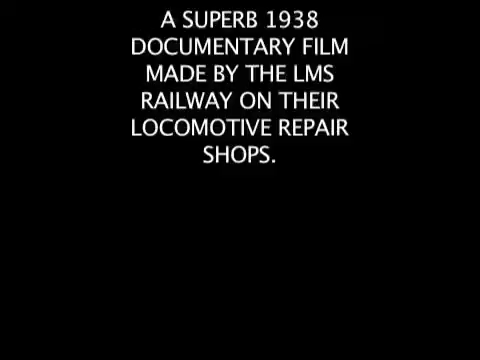 A SUPERB 1938
DOCUMENTARY FILM
MADE BY THE LMS
RAILWAY ON THEIR
LOCOMOTIVE REPAIR
SHOPS.